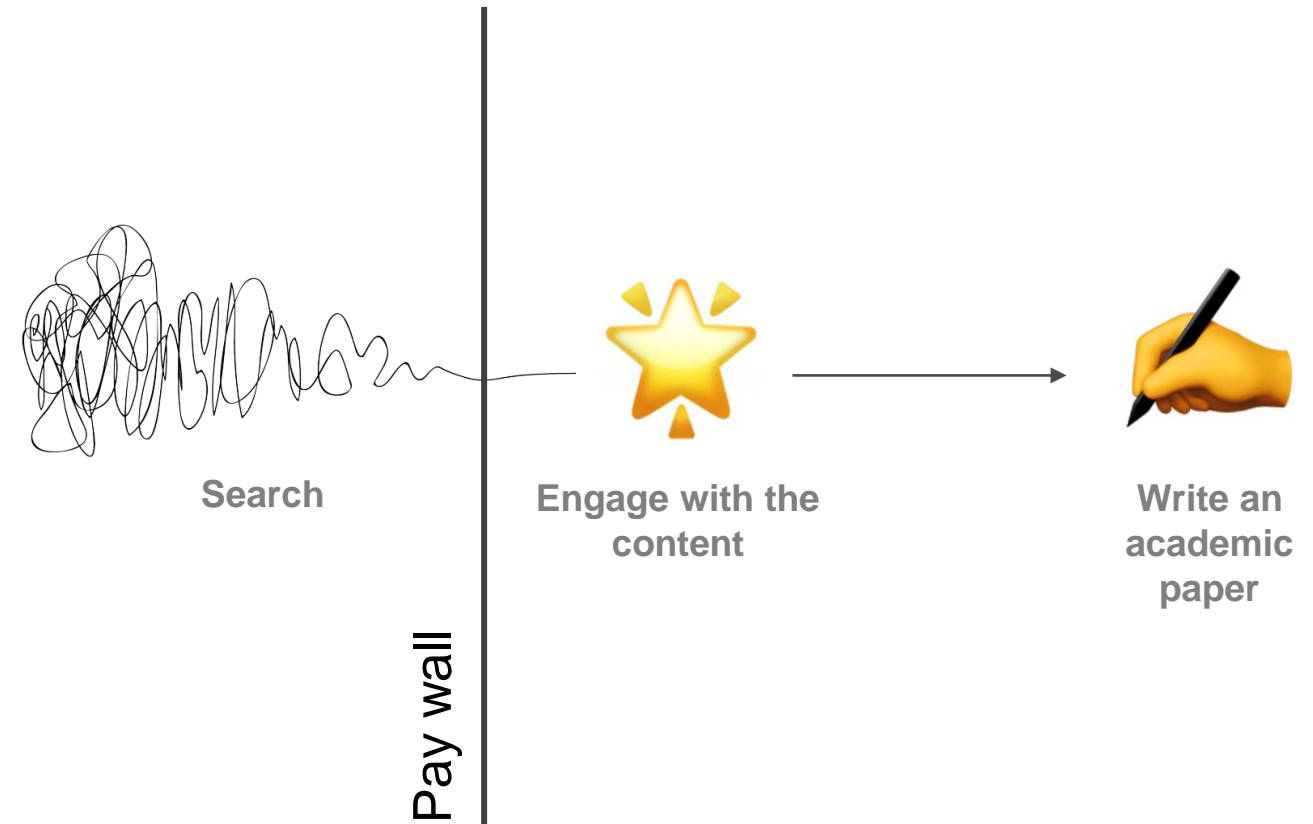 Search
Engage with the
content
Write an
academic
paper
Pay wall